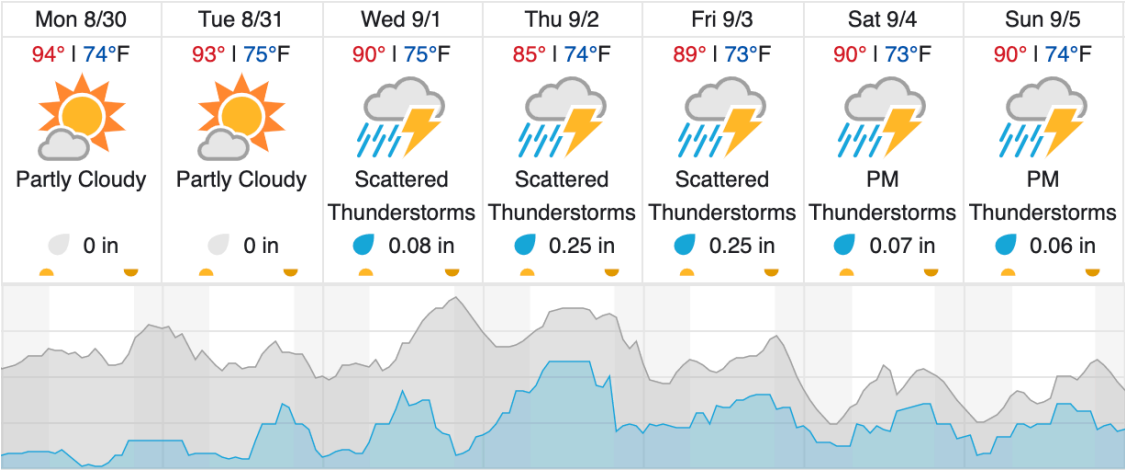 Mon 8/30 Tue 8/31 Wed 9/1 Thu 9/2 Fri 9/3 Sat 9/4 Sun 9/5
94° | 74°F 93° | 75°F 90° | 75°F 85° | 74°F 89° | 73°F 90° | 73°F 90° | 74°F
Partly Cloudy Partly Cloudy Scattered Scattered Scattered PM PM
Thunderstorms Thunderstorms Thunderstorms Thunderstorms Thunderstorms
0 in 0 in 0.08 in 0.25 in 0.25 in 0.07 in 0.06 in